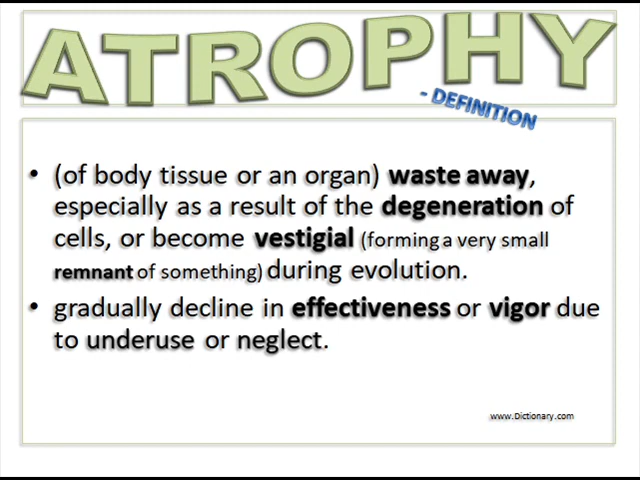 ATROPHY
- DEFINITION
• (of body tissue or an organ) waste away,
especially as a result of the degeneration of
cells, or become vestigial (forming a very small
remnant of something) during evolution.
• gradually decline in effectiveness or vigor due
to underuse or neglect.
www.Dictionary.com